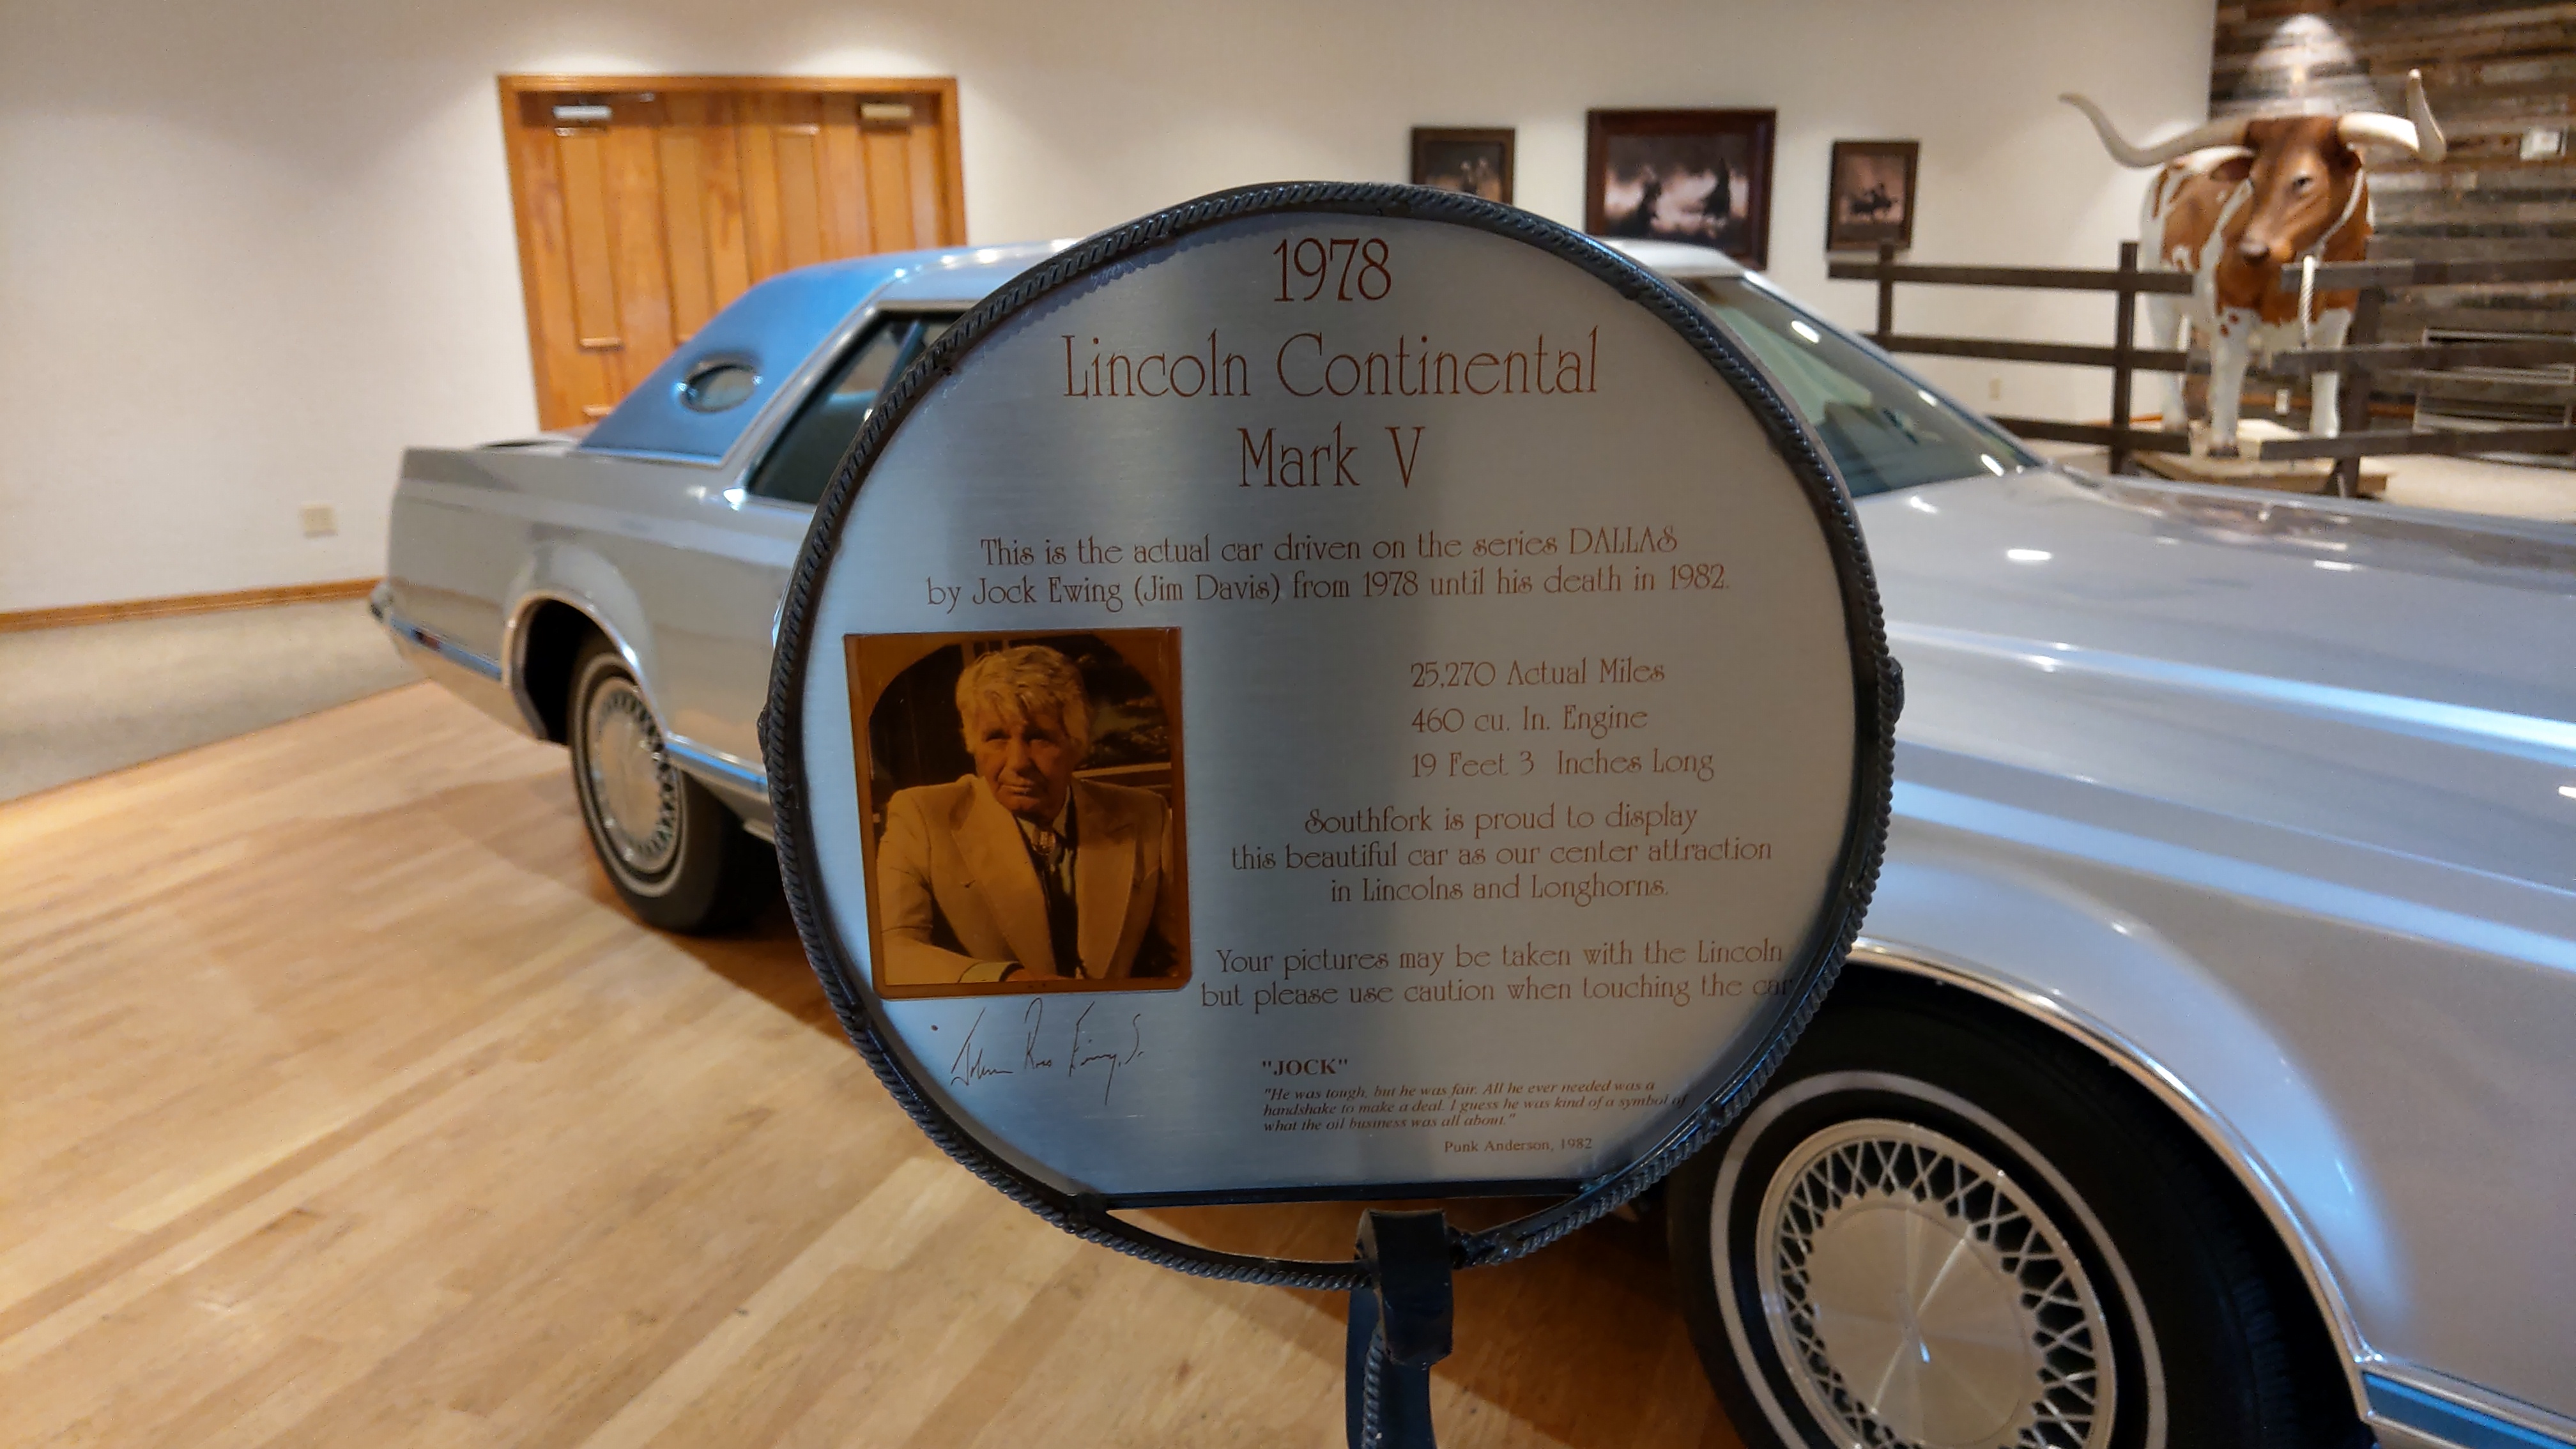 1978
Lincoln Continental
Mark V
This is the actual car driven on the series DALLAS
by Jock Ewing (Jim Davis) from 1978 until his death in 1982.
25,270 Actual Miles
460 cu. In. Engine
19 Feet 3 Inches Long
Southfork is proud to display
this beautiful car as our center attraction
in Lincolns and Longhorns.
Your pictures may be taken with the Lincoln
but please use caution when touching the car
John Ross Ewing, Sr.
"JOCK"
"He was tough, but he was fair. All he ever needed was a
handshake to make a deal. I guess he was kind of a symbol of
what the oil business was all about."
Punk Anderson, 1982